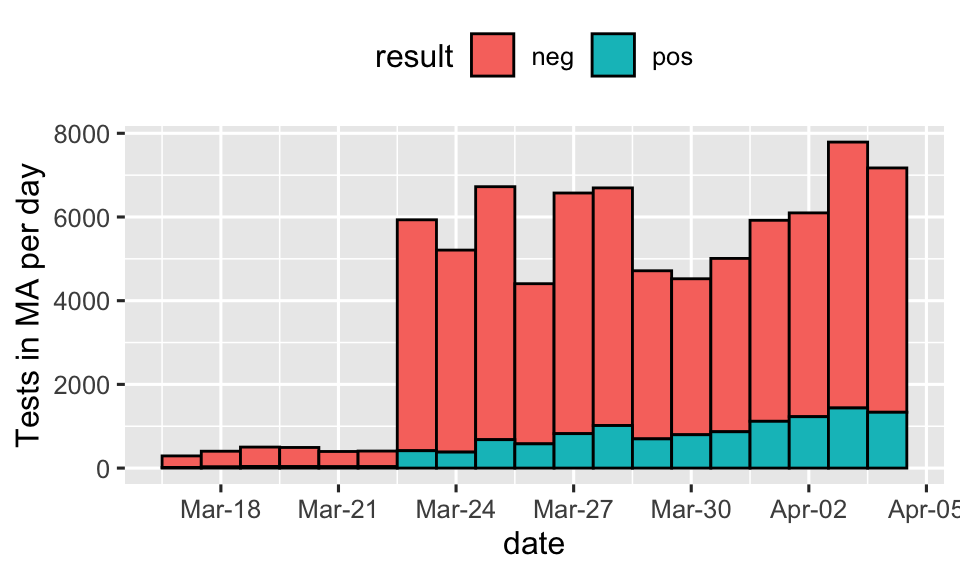 result neg pos
Tests in MA per day
8000
6000
4000
2000
0
Mar-18 Mar-21 Mar-24 Mar-27 Mar-30 Apr-02 Apr-05
date